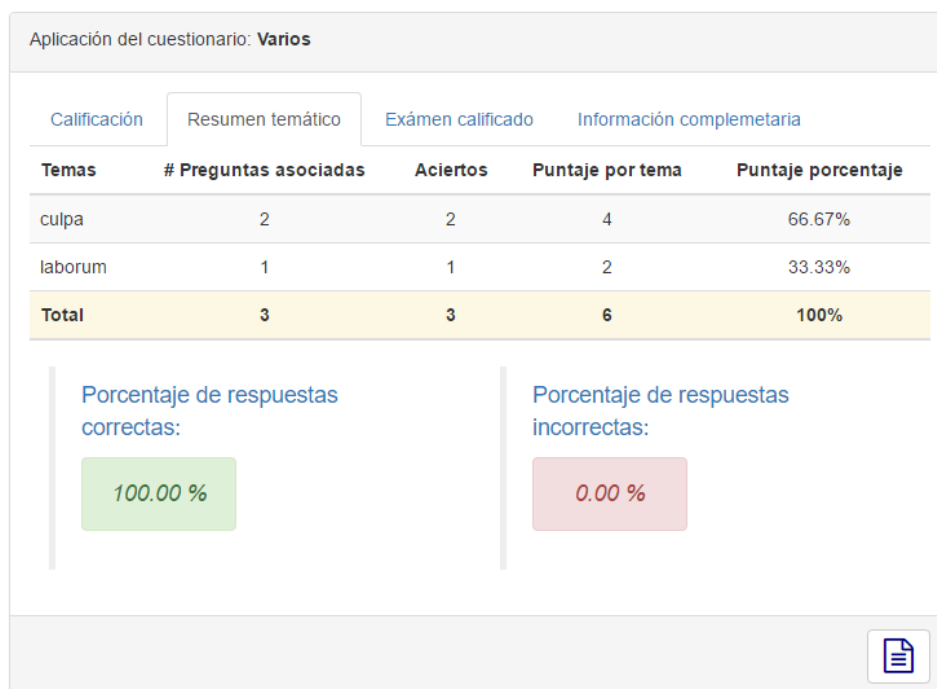 Aplicación del cuestionario: Varios
Calificación Resumen temático Exámen calificado Información complemetaria
Temas # Preguntas asociadas Aciertos Puntaje por tema Puntaje porcentaje
culpa 2 2 4 66.67%
laborum 1 1 2 33.33%
Total 3 3 6 100%
Porcentaje de respuestas
correctas:
100.00 %
Porcentaje de respuestas
incorrectas:
0.00 %